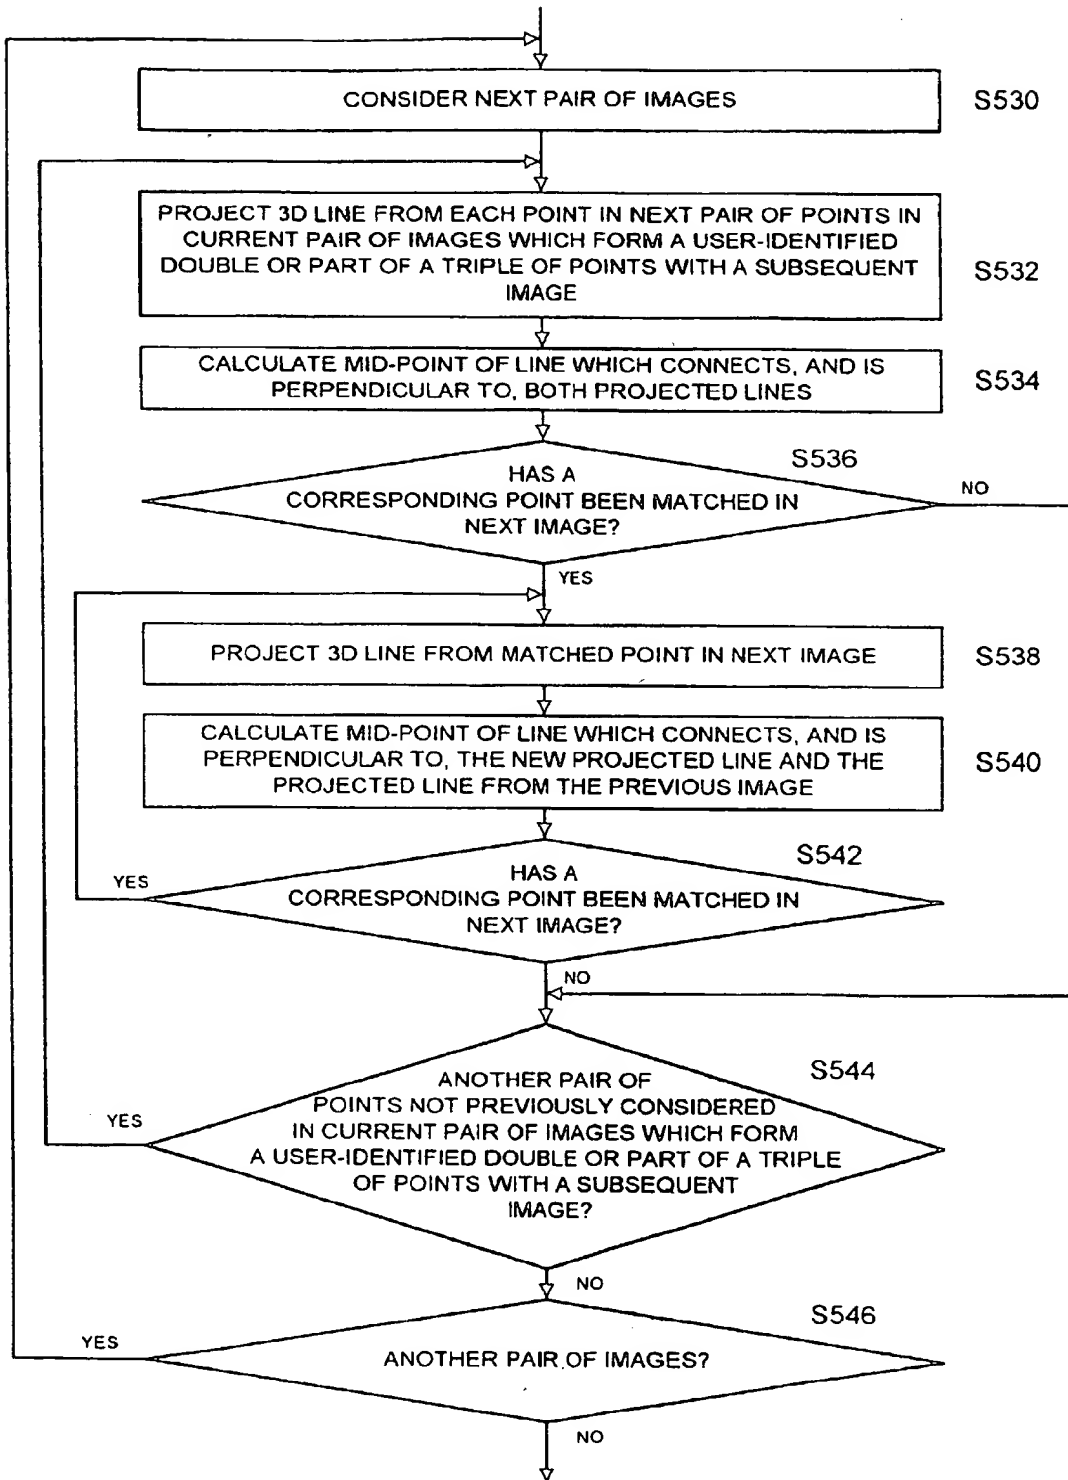 CONSIDER NEXT PAIR OF IMAGES
S530
PROJECT 3D LINE FROM EACH POINT IN NEXT PAIR OF POINTS IN
CURRENT PAIR OF IMAGES WHICH FORM A USER-IDENTIFIED
DOUBLE OR PART OF A TRIPLE OF POINTS WITH A SUBSEQUENT
IMAGE
S532
CALCULATE MID-POINT OF LINE WHICH CONNECTS, AND IS
PERPENDICULAR TO, BOTH PROJECTED LINES
S534
S536
HAS A
CORRESPONDING POINT BEEN MATCHED IN
NEXT IMAGE?
NO
YES
PROJECT 3D LINE FROM MATCHED POINT IN NEXT IMAGE
S538
CALCULATE MID-POINT OF LINE WHICH CONNECTS, AND IS
PERPENDICULAR TO, THE NEW PROJECTED LINE AND THE
PROJECTED LINE FROM THE PREVIOUS IMAGE
S540
S542
YES
HAS A
CORRESPONDING POINT BEEN MATCHED IN
NEXT IMAGE?
NO
S544
YES
ANOTHER PAIR OF
POINTS NOT PREVIOUSLY CONSIDERED
IN CURRENT PAIR OF IMAGES WHICH FORM
A USER-IDENTIFIED DOUBLE OR PART OF A TRIPLE
OF POINTS WITH A SUBSEQUENT
IMAGE?
NO
S546
YES
ANOTHER PAIR OF IMAGES?
NO